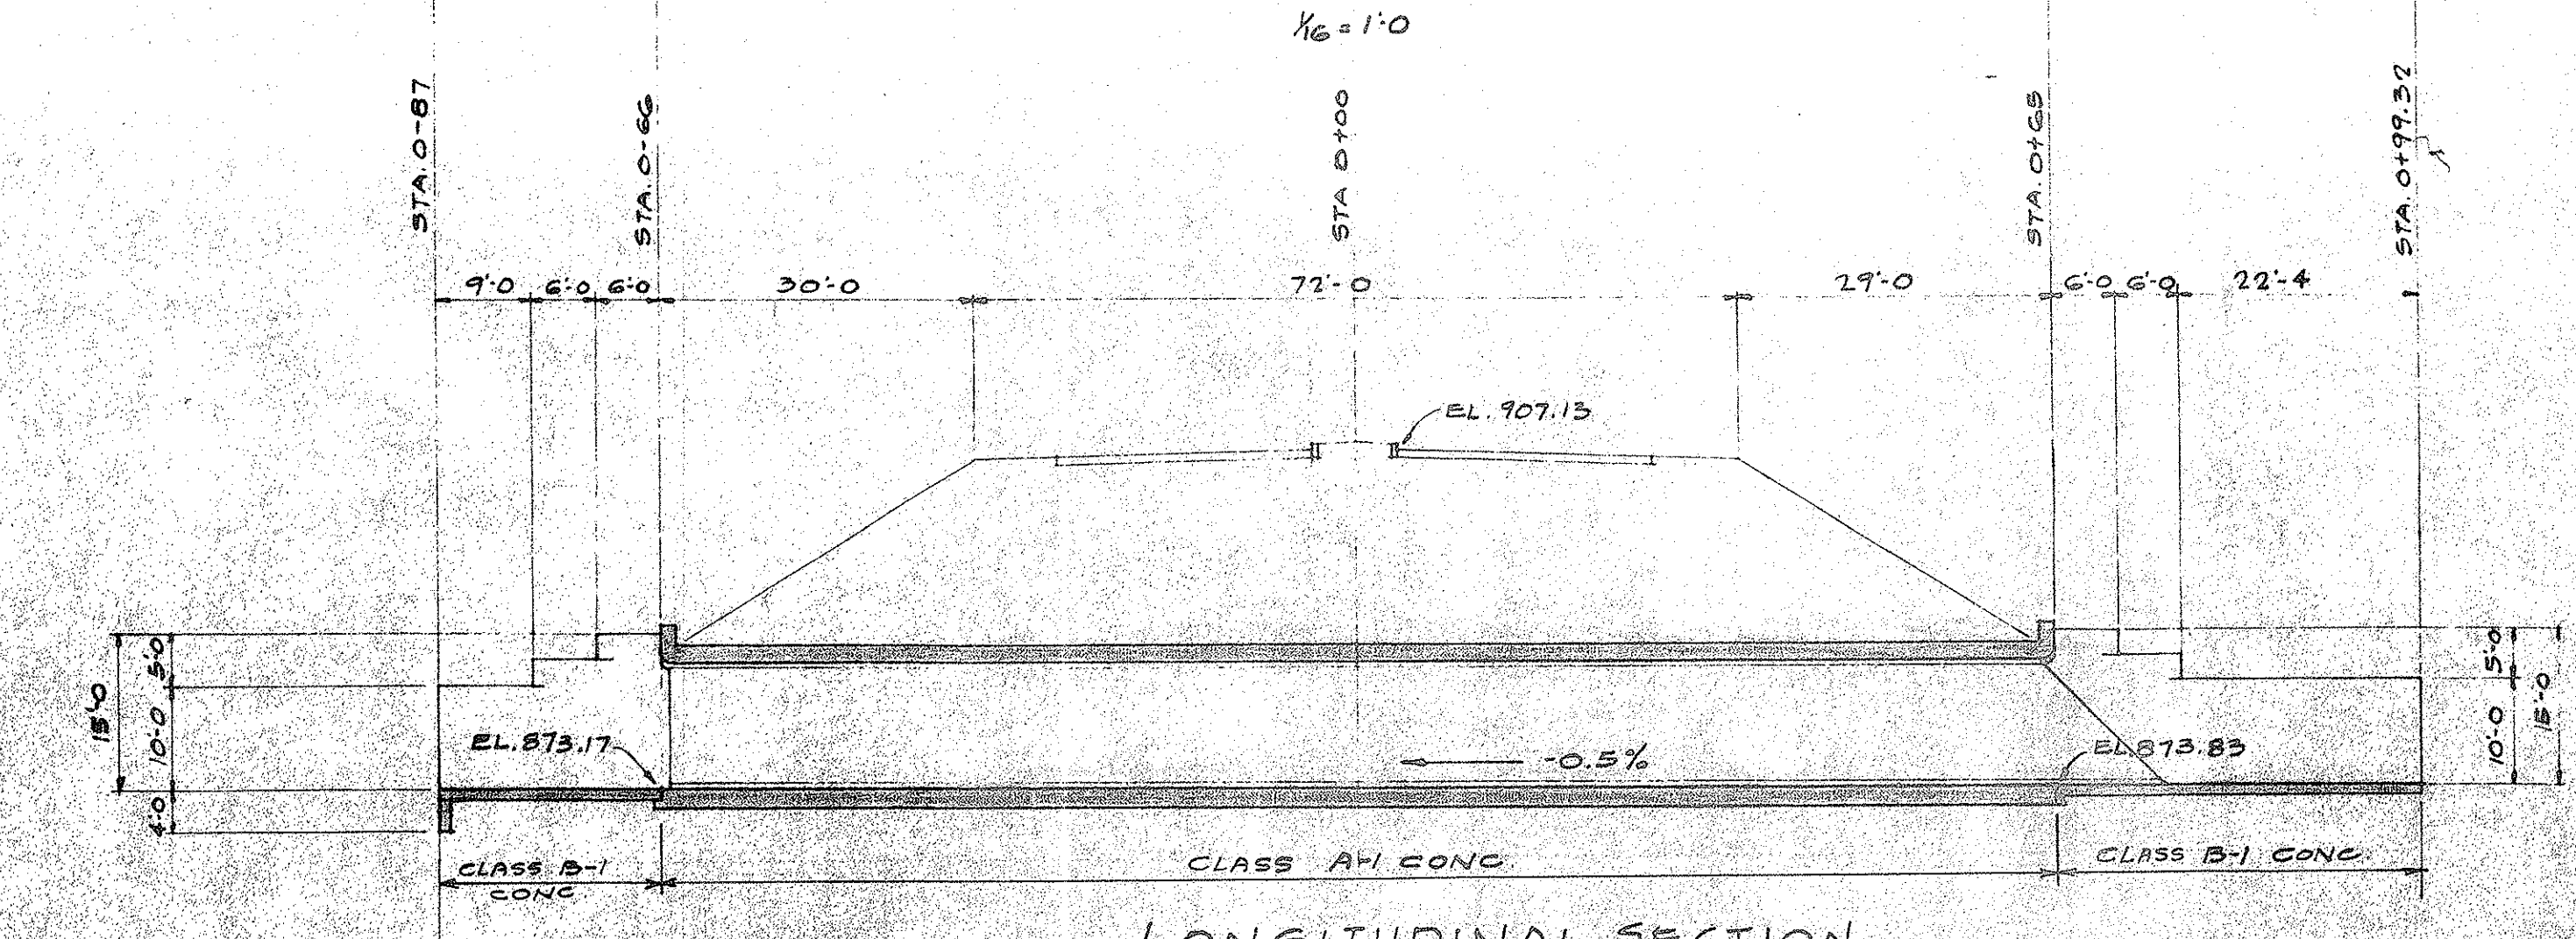 1/16 = 1'-0
STA. 0-87
STA. 0-66
STA 0+00
STA. 0+65
STA. 0+99.32
9'-0 6'-0 6'-0 30'-0 72'-0 29'-0 6'-0 6'-0 22'-4
EL. 907.13
15'-0
5'-0
10'-0
4'-0
EL. 873.17
-0.5%
EL 873.83
5'-0
10'-0
15'-0
CLASS B-1
CONC
CLASS A-1 CONC.
CLASS B-1 CONC.
LONGITUDINAL SECTION